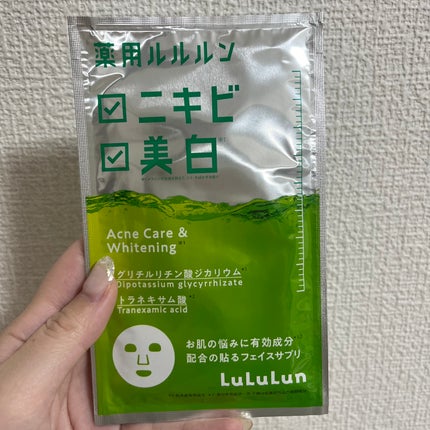 薬用ルルルン
ニキビ
美白
Acne Care &
Whitening
グリチルリチン酸ジカリウム
Dipotassium glycyrrhizate
トラネキサム酸
Tranexamic acid
お肌の悩みに有効成分
配合の貼るフェイスサプリ
LuLuLun